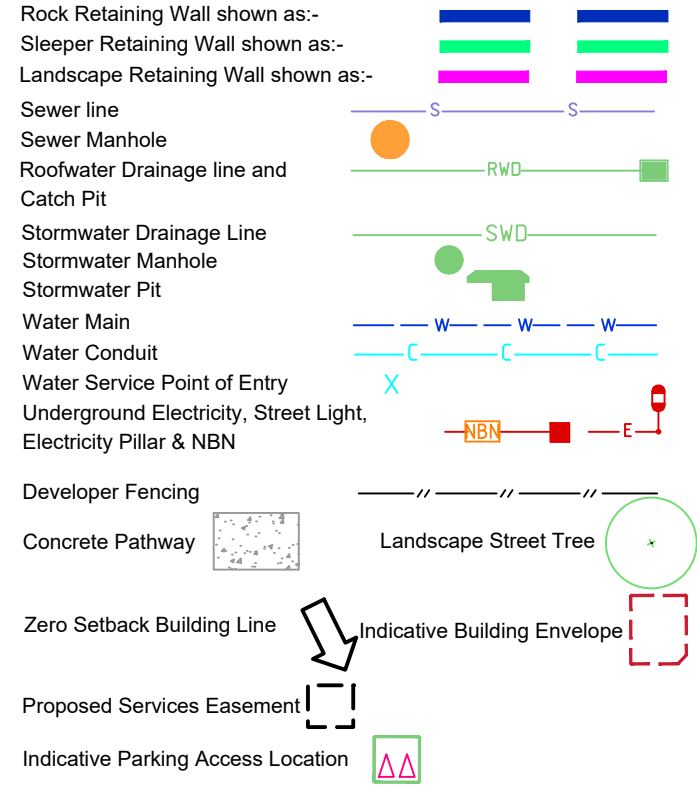 Rock Retaining Wall shown as:-
Sleeper Retaining Wall shown as:-
Landscape Retaining Wall shown as:-
Sewer line S S
Sewer Manhole
Roofwater Drainage line and RWD
Catch Pit
Stormwater Drainage Line SWD
Stormwater Manhole
Stormwater Pit
Water Main W W W
Water Conduit C C C
Water Service Point of Entry X
Underground Electricity, Street Light,
Electricity Pillar & NBN NBN E
Developer Fencing // // //
Concrete Pathway Landscape Street Tree
Zero Setback Building Line Indicative Building Envelope
Proposed Services Easement
Indicative Parking Access Location